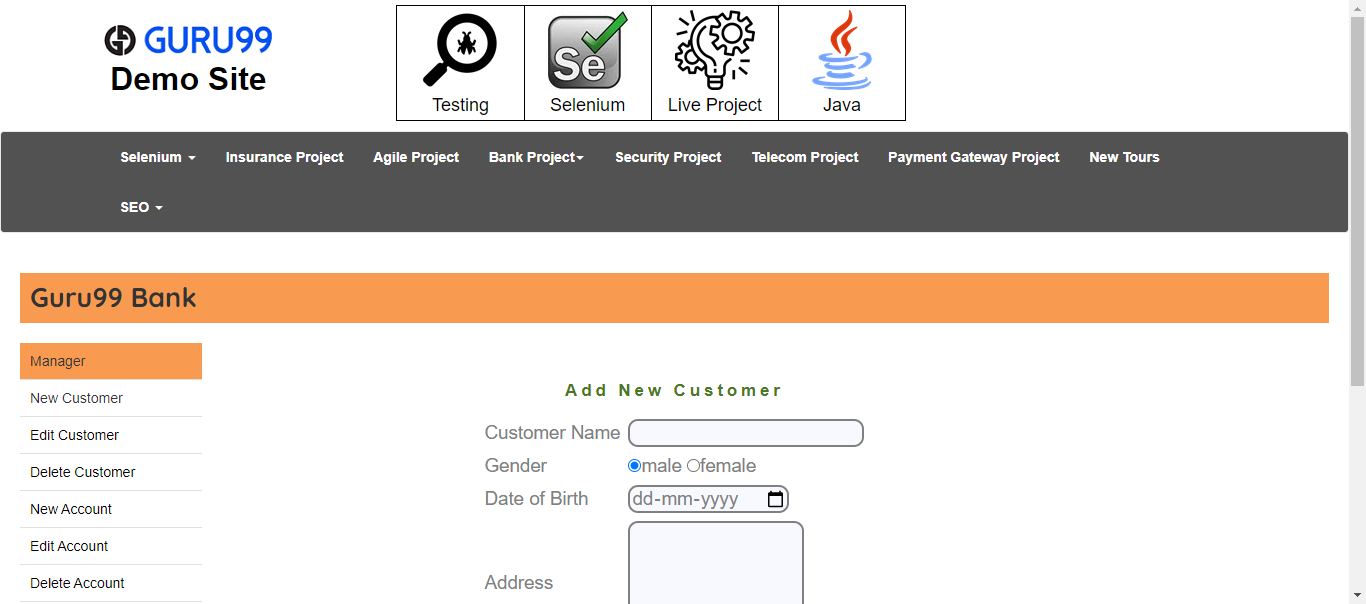 GURU99
Demo Site
Se
Testing
Selenium
Live Project
Java
Selenium
Insurance Project
Agile Project
Bank Project
Security Project
Telecom Project
Payment Gateway Project
New Tours
SEO
Guru99 Bank
Manager
New Customer
Edit Customer
Delete Customer
New Account
Edit Account
Delete Account
Add New Customer
Customer Name
Gender male female
Date of Birth dd-mm-yyyy
Address